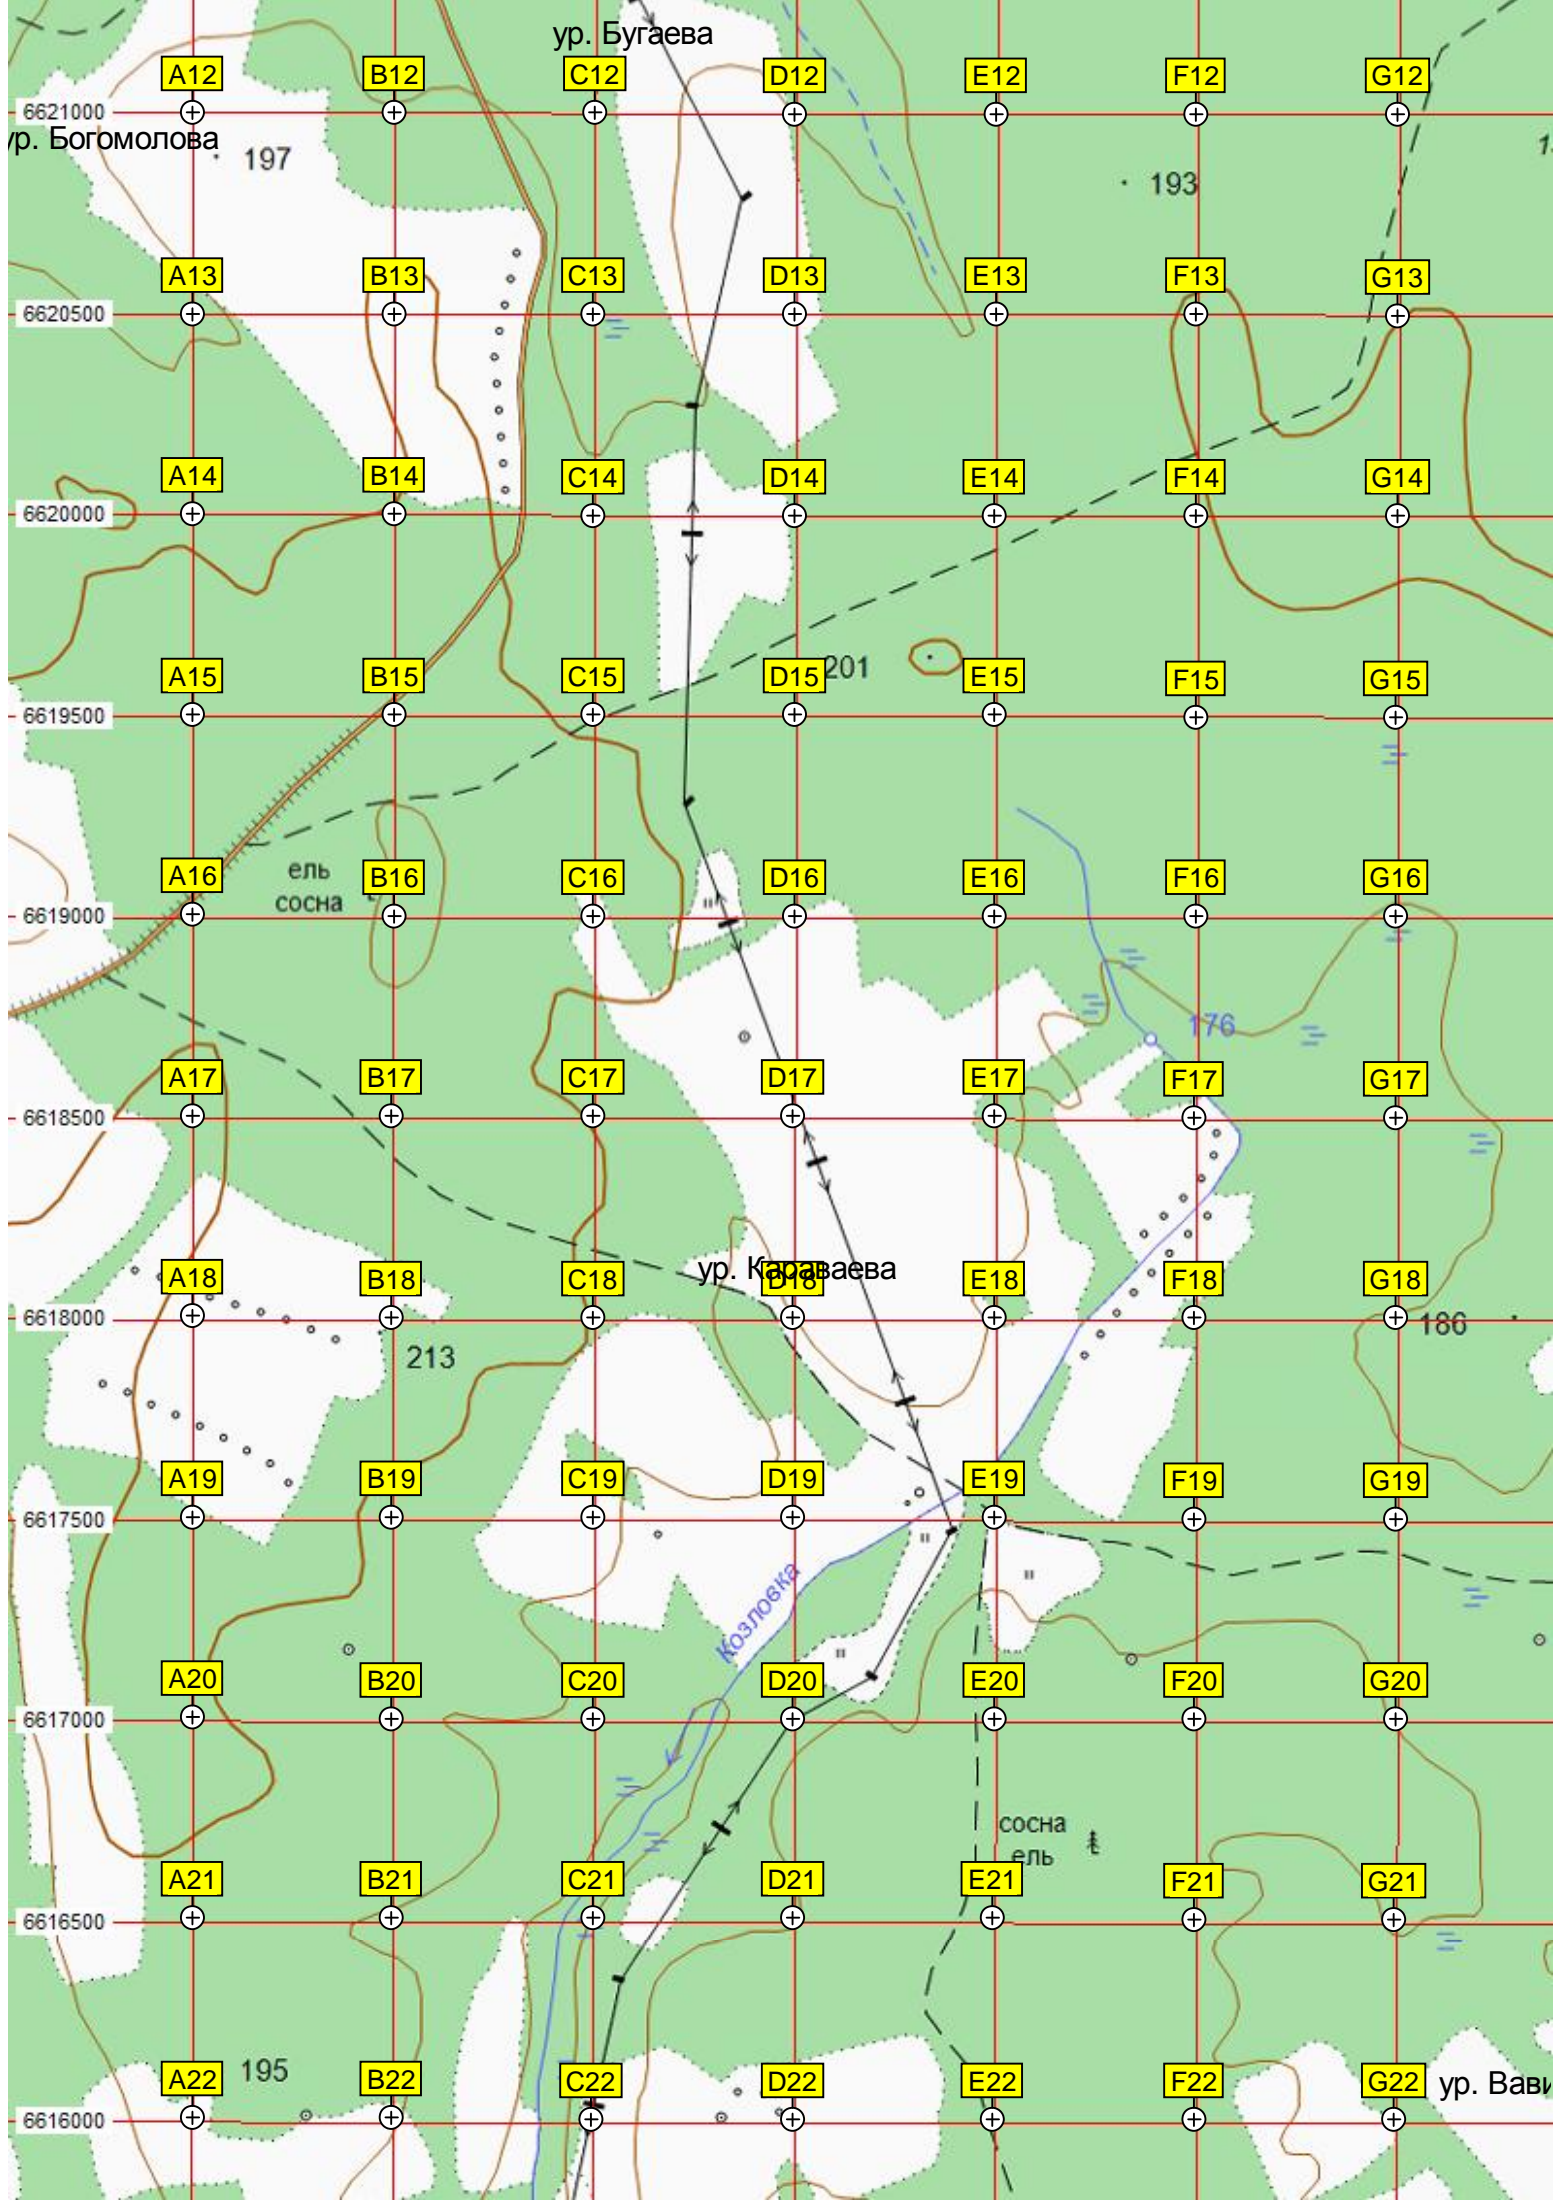 ур. Бугаева
A12 B12 C12 D12 E12 F12 G12
6621000
ур. Богомолова
197
193
A13 B13 C13 D13 E13 F13 G13
6620500
A14 B14 C14 D14 E14 F14 G14
6620000
201
A15 B15 C15 D15 E15 F15 G15
6619500
ель
сосна
A16 B16 C16 D16 E16 F16 G16
6619000
176
A17 B17 C17 D17 E17 F17 G17
6618500
ур. Караваева
A18 B18 C18 D18 E18 F18 G18
6618000
186
213
A19 B19 C19 D19 E19 F19 G19
6617500
Козловка
A20 B20 C20 D20 E20 F20 G20
6617000
сосна
ель
A21 B21 C21 D21 E21 F21 G21
6616500
195
A22 B22 C22 D22 E22 F22 G22
ур. Вави
6616000